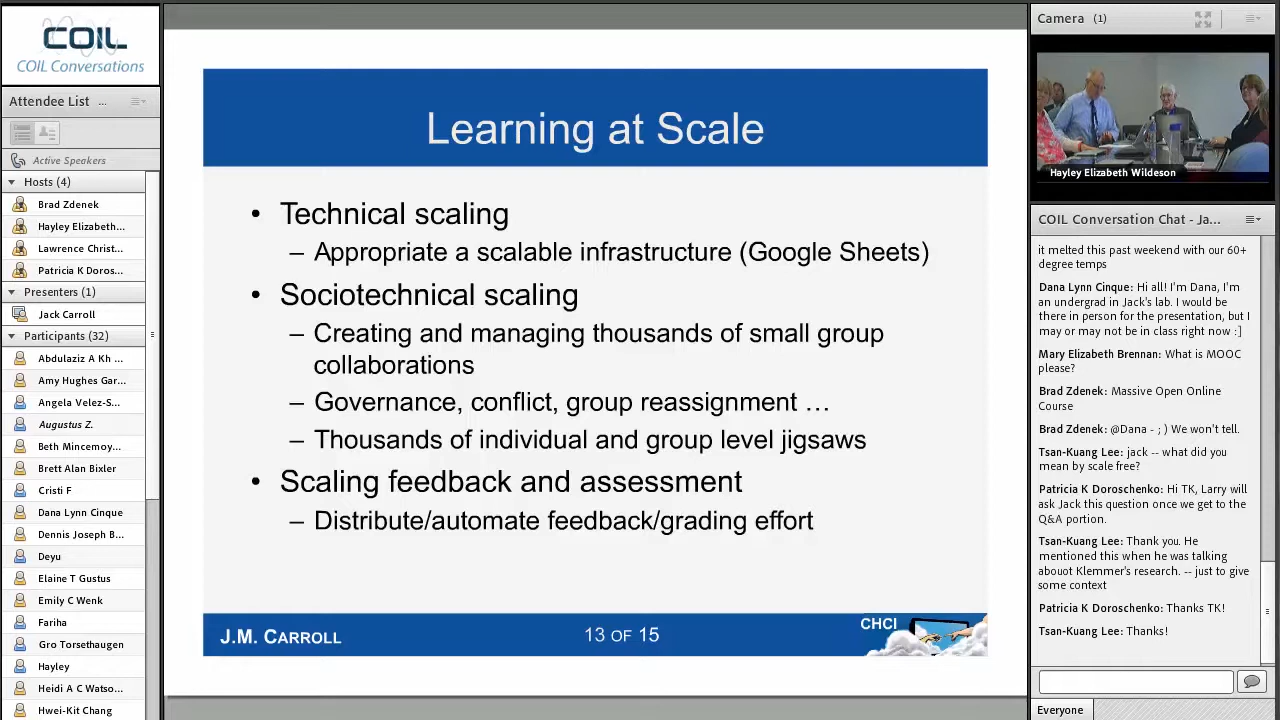 COIL
COIL Conversations
Attendee List ...
Active Speakers
Hosts (4)
Brad Zdenek
Hayley Elizabeth...
Lawrence Christ...
Patricia K Doros...
Presenters (1)
Jack Carroll
Participants (32)
Abdulaziz A Kh ...
Amy Hughes Gar...
Angela Velez-S...
Augustus Z.
Beth Mincemoy...
Brett Alan Bixler
Cristi F
Dana Lynn Cinque
Dennis Joseph B...
Deyu
Elaine T Gustus
Emily C Wenk
Fariha
Gro Torsethaugen
Hayley
Heidi A C Watso...
Hwei-Kit Chang
Learning at Scale
• Technical scaling
– Appropriate a scalable infrastructure (Google Sheets)
• Sociotechnical scaling
– Creating and managing thousands of small group
collaborations
– Governance, conflict, group reassignment …
– Thousands of individual and group level jigsaws
• Scaling feedback and assessment
– Distribute/automate feedback/grading effort
J.M. CARROLL
13 OF 15
CHCI
Camera (1)
Hayley Elizabeth Wildeson
COIL Conversation Chat - Ja...
it melted this past weekend with our 60+
degree temps
Dana Lynn Cinque: Hi all! I'm Dana, I'm
an undergrad in Jack's lab. I would be
there in person for the presentation, but I
may or may not be in class right now :]
Mary Elizabeth Brennan: What is MOOC
please?
Brad Zdenek: Massive Open Online
Course
Brad Zdenek: @Dana - ; ) We won't tell.
Tsan-Kuang Lee: jack -- what did you
mean by scale free?
Patricia K Doroschenko: Hi TK, Larry will
ask Jack this question once we get to the
Q&A portion.
Tsan-Kuang Lee: Thank you. He
mentioned this when he was talking
abouot Klemmer's research. -- just to give
some context
Patricia K Doroschenko: Thanks TK!
Tsan-Kuang Lee: Thanks!
Everyone